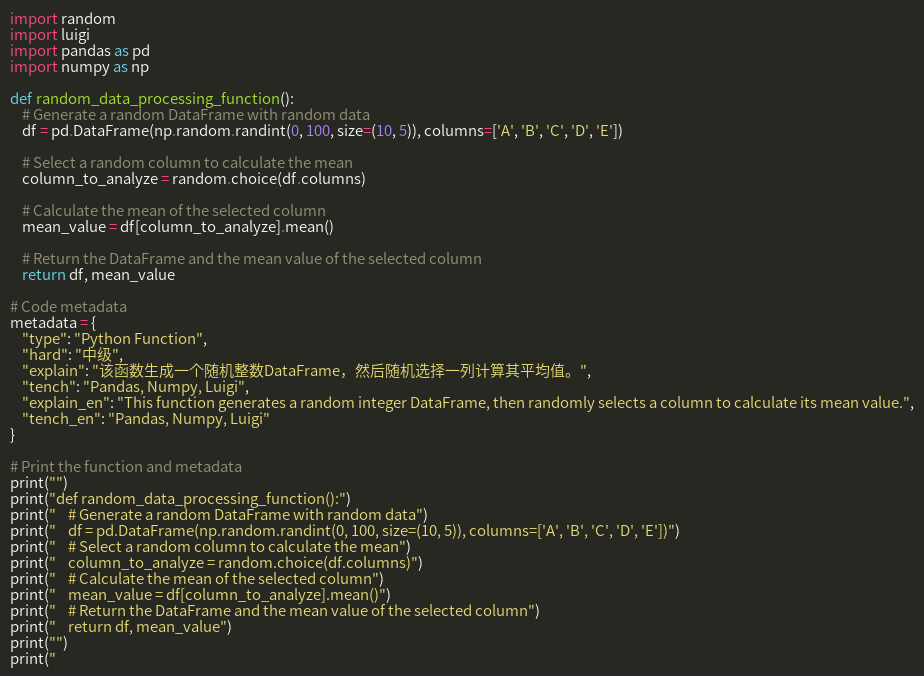 import random
import luigi
import pandas as pd
import numpy as np

def random_data_processing_function():
    # Generate a random DataFrame with random data
    df = pd.DataFrame(np.random.randint(0, 100, size=(10, 5)), columns=['A', 'B', 'C', 'D', 'E'])

    # Select a random column to calculate the mean
    column_to_analyze = random.choice(df.columns)

    # Calculate the mean of the selected column
    mean_value = df[column_to_analyze].mean()

    # Return the DataFrame and the mean value of the selected column
    return df, mean_value

# Code metadata
metadata = {
    "type": "Python Function",
    "hard": "中级",
    "explain": "该函数生成一个随机整数DataFrame，然后随机选择一列计算其平均值。",
    "tench": "Pandas, Numpy, Luigi",
    "explain_en": "This function generates a random integer DataFrame, then randomly selects a column to calculate its mean value.",
    "tench_en": "Pandas, Numpy, Luigi"
}

# Print the function and metadata
print("")
print("def random_data_processing_function():")
print("    # Generate a random DataFrame with random data")
print("    df = pd.DataFrame(np.random.randint(0, 100, size=(10, 5)), columns=['A', 'B', 'C', 'D', 'E'])")
print("    # Select a random column to calculate the mean")
print("    column_to_analyze = random.choice(df.columns)")
print("    # Calculate the mean of the selected column")
print("    mean_value = df[column_to_analyze].mean()")
print("    # Return the DataFrame and the mean value of the selected column")
print("    return df, mean_value")
print("")
print("